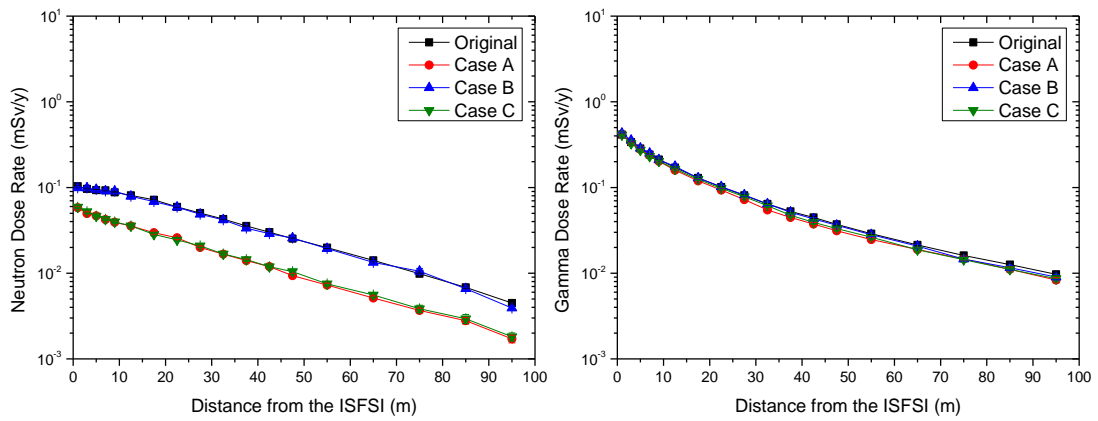 Neutron Dose Rate (mSv/y)
10¹
10⁰
10⁻¹
10⁻²
10⁻³
Original
Case A
Case B
Case C
0 10 20 30 40 50 60 70 80 90 100
Distance from the ISFSI (m)
Gamma Dose Rate (mSv/y)
10¹
10⁰
10⁻¹
10⁻²
10⁻³
Original
Case A
Case B
Case C
0 10 20 30 40 50 60 70 80 90 100
Distance from the ISFSI (m)